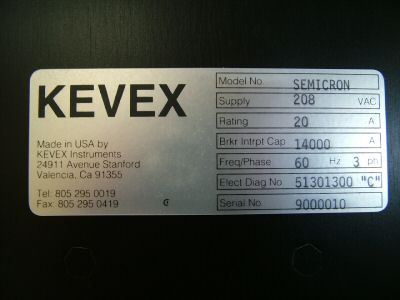 KEVEX
Made in USA by
KEVEX Instruments
24911 Avenue Stanford
Valencia, Ca 91355
Tel: 805 295 0019
Fax: 805 295 0419
Model No SEMICRON
Supply 208 VAC
Rating 20 A
Brkr Intrpt Cap 14000 A
Freq/Phase 60 Hz 3 ph
Elect Diag No 51301300 "C"
Serial No 9000010